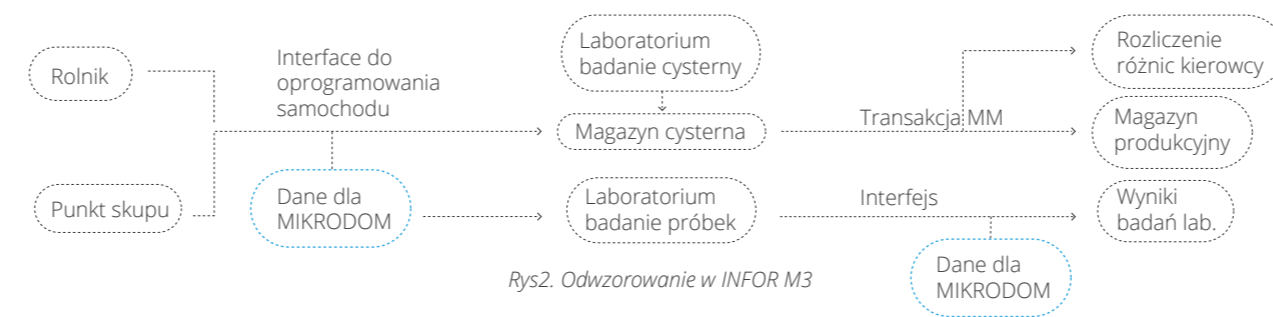 Rolnik
Punkt skupu
Interface do
oprogramowania
samochodu
Dane dla
MIKRODOM
Laboratorium
badanie cysterny
Magazyn cysterna
Laboratorium
badanie próbek
Transakcja MM
Interfejs
Dane dla
MIKRODOM
Rozliczenie
różnic kierowcy
Magazyn
produkcyjny
Wyniki
badań lab.
Rys2. Odwzorowanie w INFOR M3